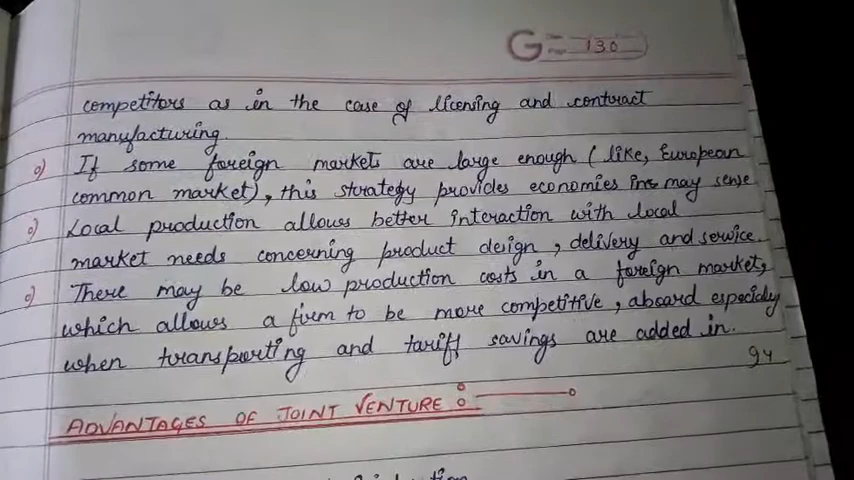 G= 130
competitors as in the case of licensing and contract
manufacturing.
If some foreign markets are large enough (like, European
common market), this strategy provides economies in may sense
Local production allows better interaction with local
market needs concerning product design, delivery and service.
There may be low production costs in a foreign market,
which allows a firm to be more competitive, aboard especialy
when transporting and tariff savings are added in.
94
ADVANTAGES OF JOINT VENTURE :